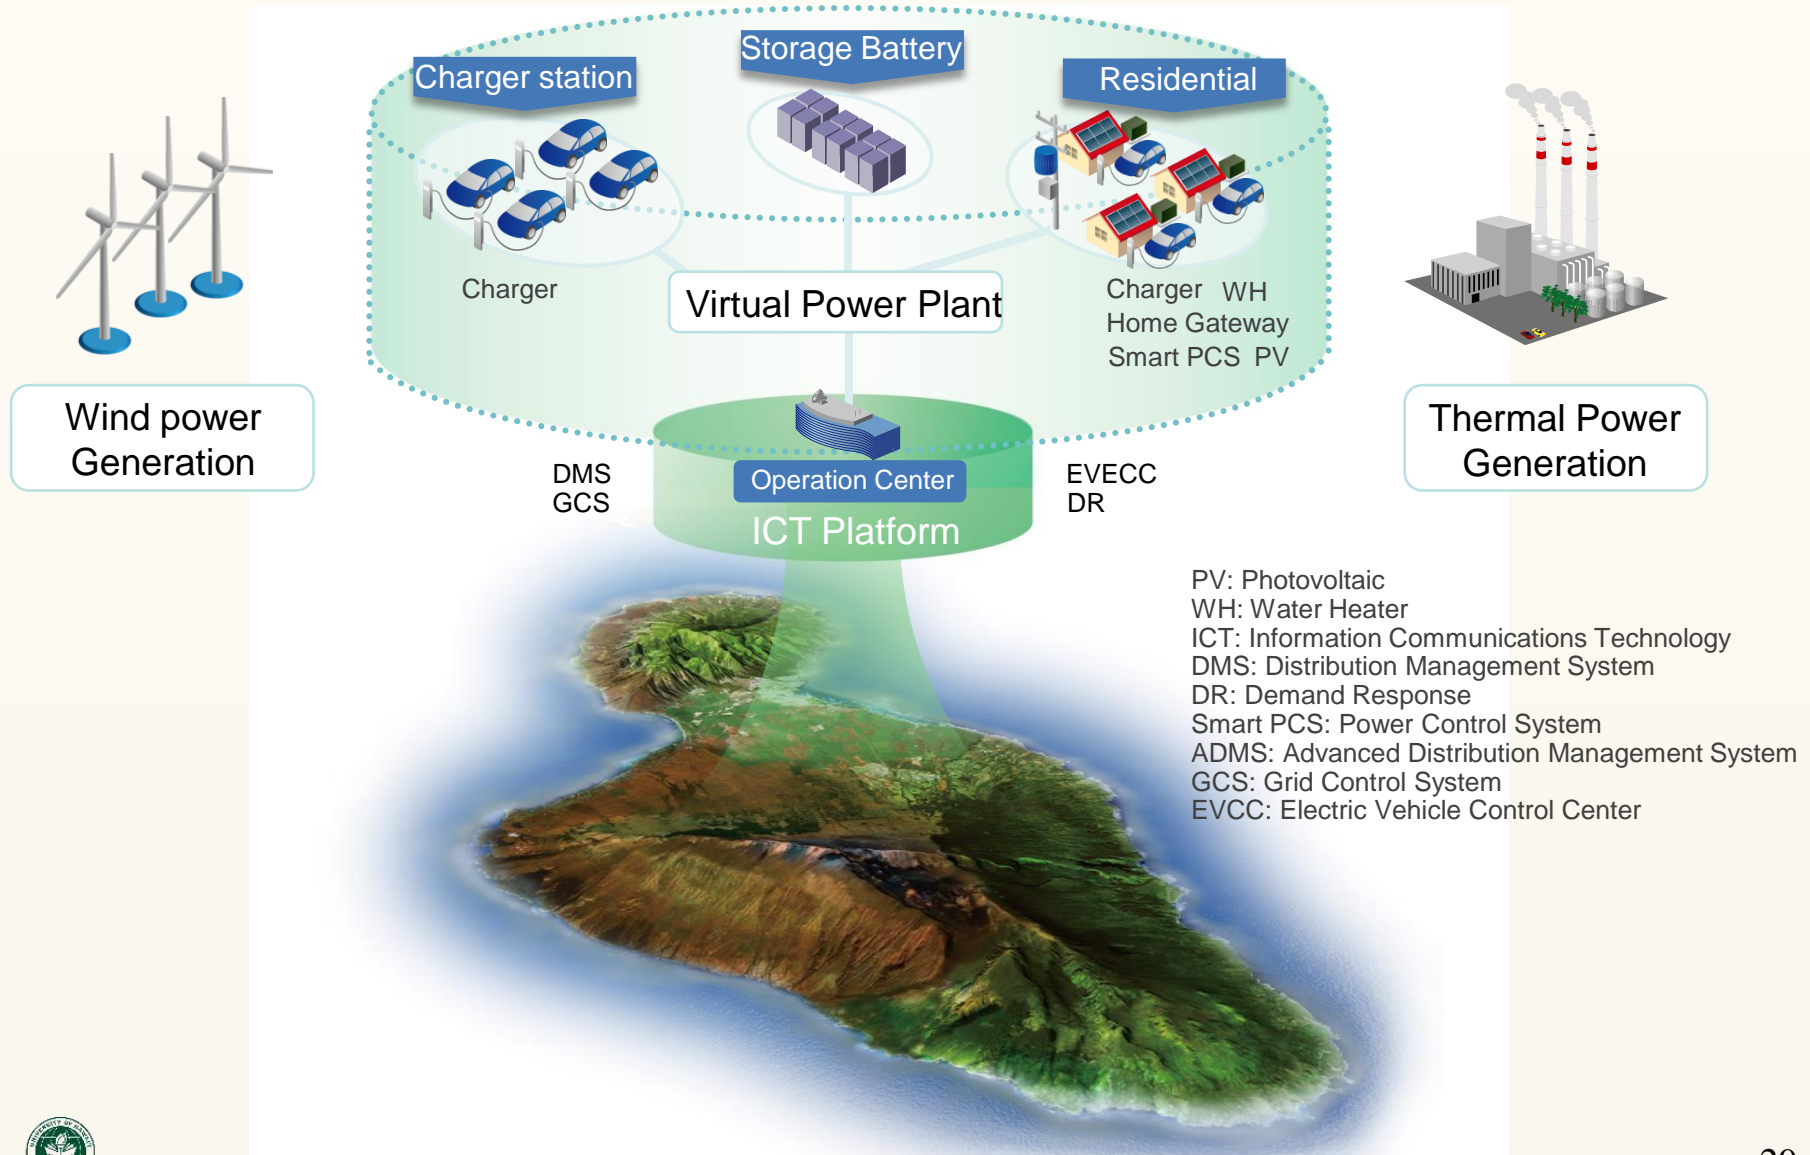 Storage Battery
Charger station
Residential
Charger
Virtual Power Plant
Charger WH
Home Gateway
Smart PCS PV
Wind power
Generation
Thermal Power
Generation
DMS
GCS
Operation Center
ICT Platform
EVECC
DR
PV: Photovoltaic
WH: Water Heater
ICT: Information Communications Technology
DMS: Distribution Management System
DR: Demand Response
Smart PCS: Power Control System
ADMS: Advanced Distribution Management System
GCS: Grid Control System
EVCC: Electric Vehicle Control Center
UNIVERSITY OF HAWAI'I